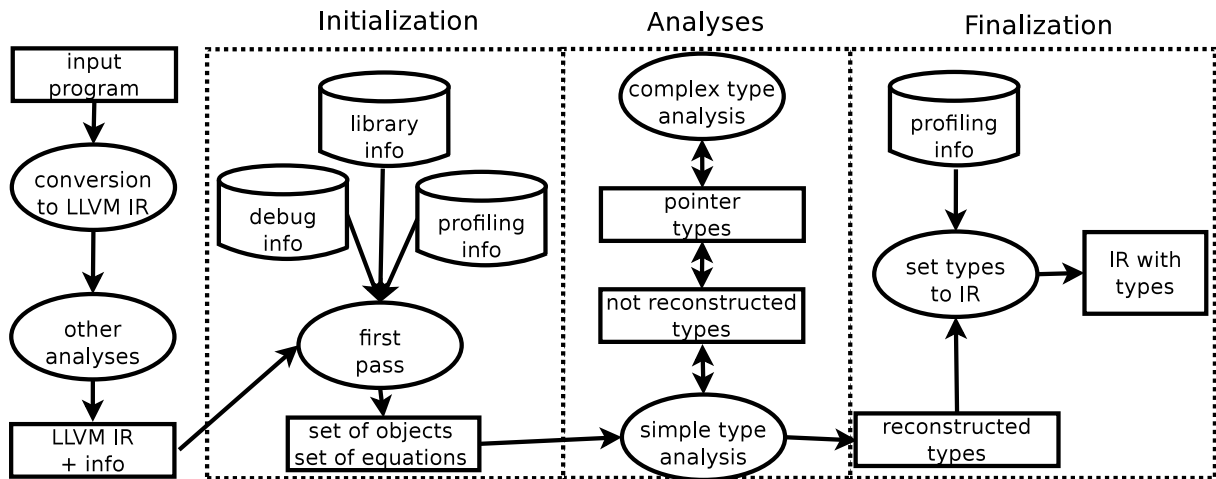 Initialization
Analyses
Finalization
input
program
conversion
to LLVM IR
other
analyses
LLVM IR
+ info
library
info
debug
info
profiling
info
first
pass
set of objects
set of equations
complex type
analysis
pointer
types
not reconstructed
types
simple type
analysis
profiling
info
set types
to IR
IR with
types
reconstructed
types